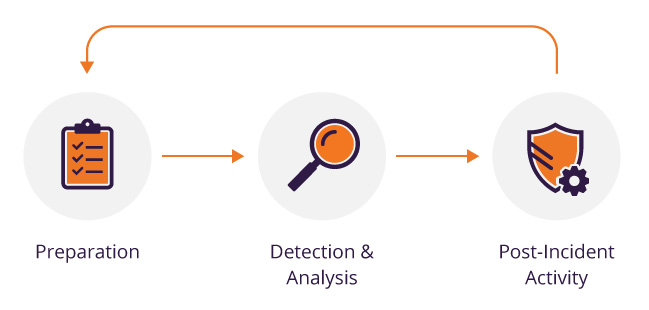 Preparation
Detection &
Analysis
Post-Incident
Activity